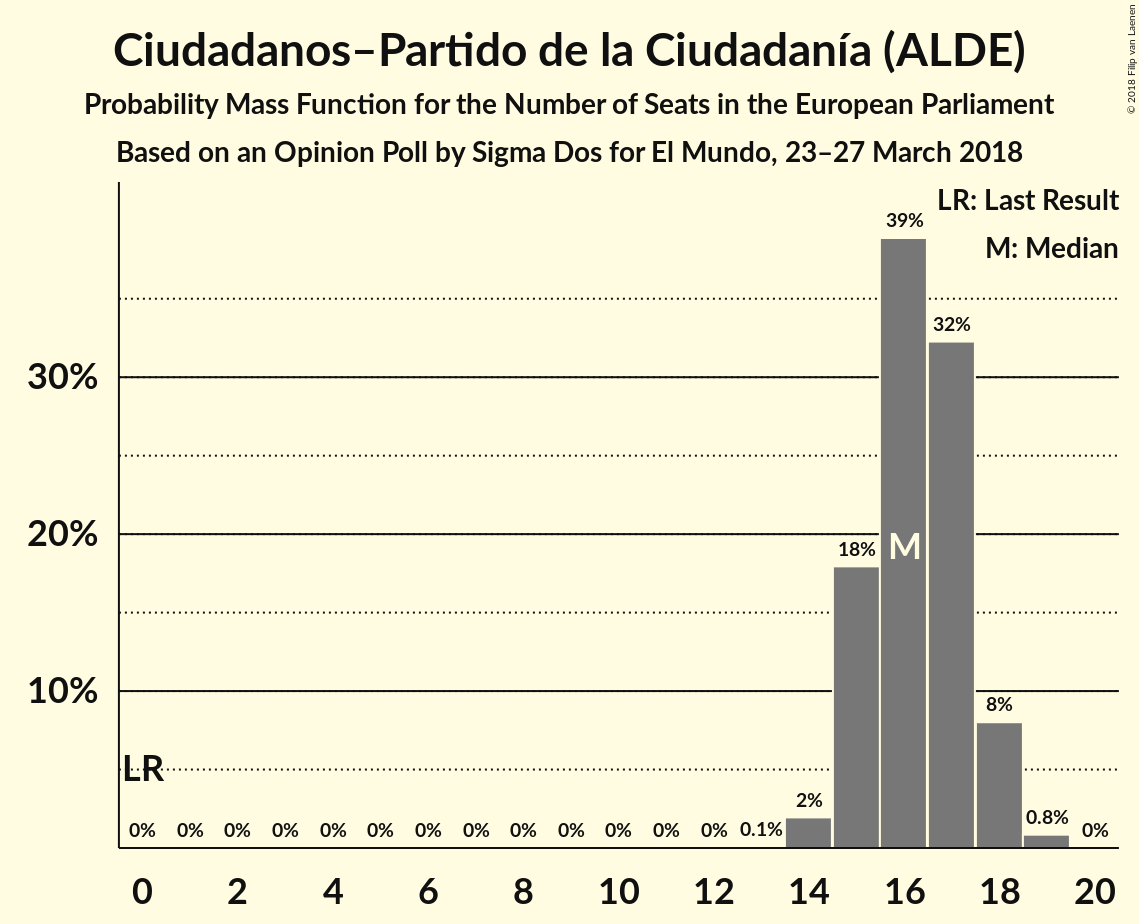 Ciudadanos–Partido de la Ciudadanía (ALDE)
Probability Mass Function for the Number of Seats in the European Parliament
Based on an Opinion Poll by Sigma Dos for El Mundo, 23–27 March 2018
© 2018 Filip van Laenen
LR: Last Result
M: Median
39%
32%
30%
20%
18%
M
10%
8%
LR
2%
0% 0% 0% 0% 0% 0% 0% 0% 0% 0% 0% 0% 0% 0.1% 0.8% 0%
0 2 4 6 8 10 12 14 16 18 20